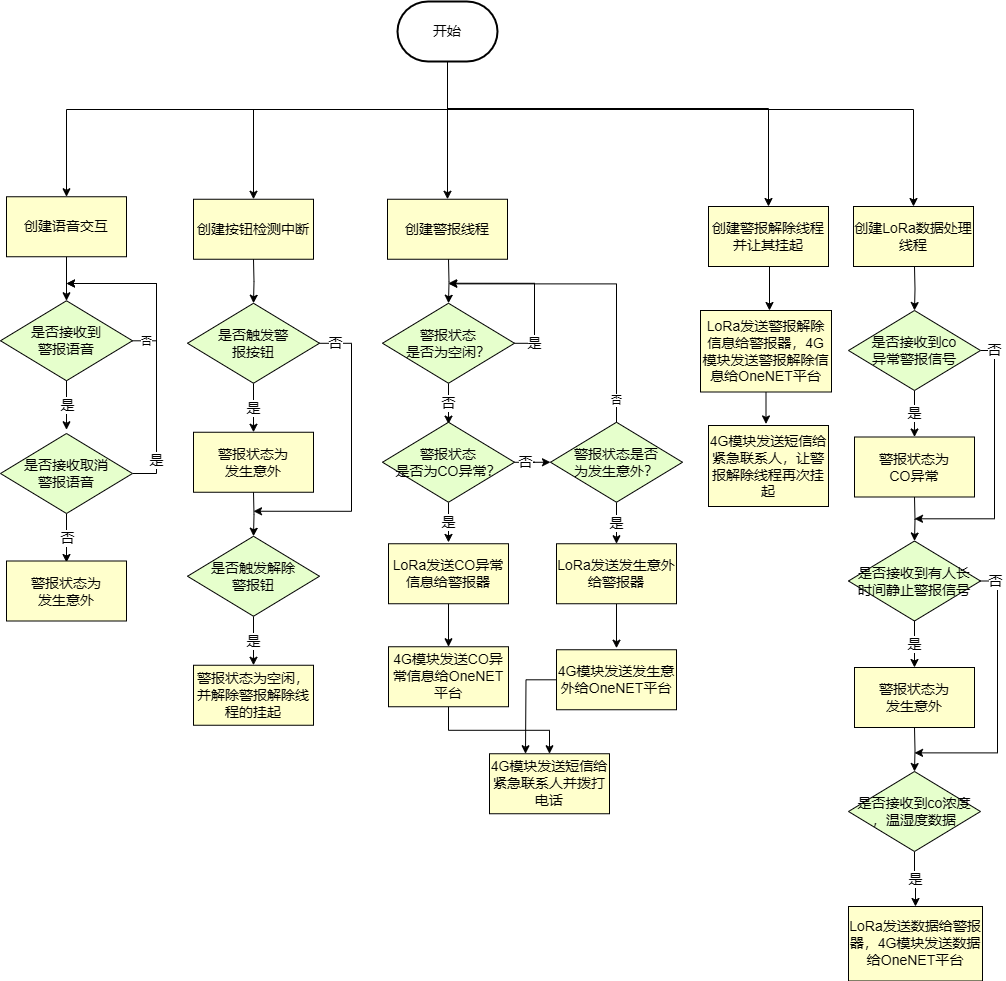 开始
创建语音交互
是否接收到
警报语音
否
是
是否接收取消
警报语音
是
否
警报状态为
发生意外
创建按钮检测中断
是否触发警
报按钮
否
是
警报状态为
发生意外
是否触发解除
警报钮
是
警报状态为空闲，
并解除警报解除线
程的挂起
创建警报线程
警报状态
是否为空闲？
是
否
警报状态
是否为CO异常？
否
是
LoRa发送CO异常
信息给警报器
4G模块发送CO异
常信息给OneNET
平台
否
警报状态是否
为发生意外？
是
LoRa发送发生意外
给警报器
4G模块发送发生意
外给OneNET平台
4G模块发送短信给
紧急联系人并拨打
电话
创建警报解除线程
并让其挂起
LoRa发送警报解除
信息给警报器，4G
模块发送警报解除信
息给OneNET平台
4G模块发送短信给
紧急联系人，让警
报解除线程再次挂
起
创建LoRa数据处理
线程
是否接收到co
异常警报信号
否
是
警报状态为
CO异常
是否接收到有人长
时间静止警报信号
否
是
警报状态为
发生意外
是否接收到co浓度
，温湿度数据
是
LoRa发送数据给警报
器，4G模块发送数据
给OneNET平台